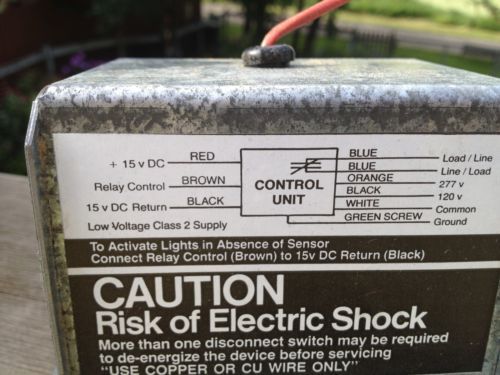 + 15 v DC RED
Relay Control BROWN
15 v DC Return BLACK
Low Voltage Class 2 Supply
CONTROL
UNIT
BLUE Load / Line
BLUE Line / Load
ORANGE 277 v
BLACK 120 v
WHITE Common
GREEN SCREW Ground
To Activate Lights in Absence of Sensor
Connect Relay Control (Brown) to 15v DC Return (Black)
CAUTION
Risk of Electric Shock
More than one disconnect switch may be required
to de-energize the device before servicing
"USE COPPER OR CU WIRE ONLY"